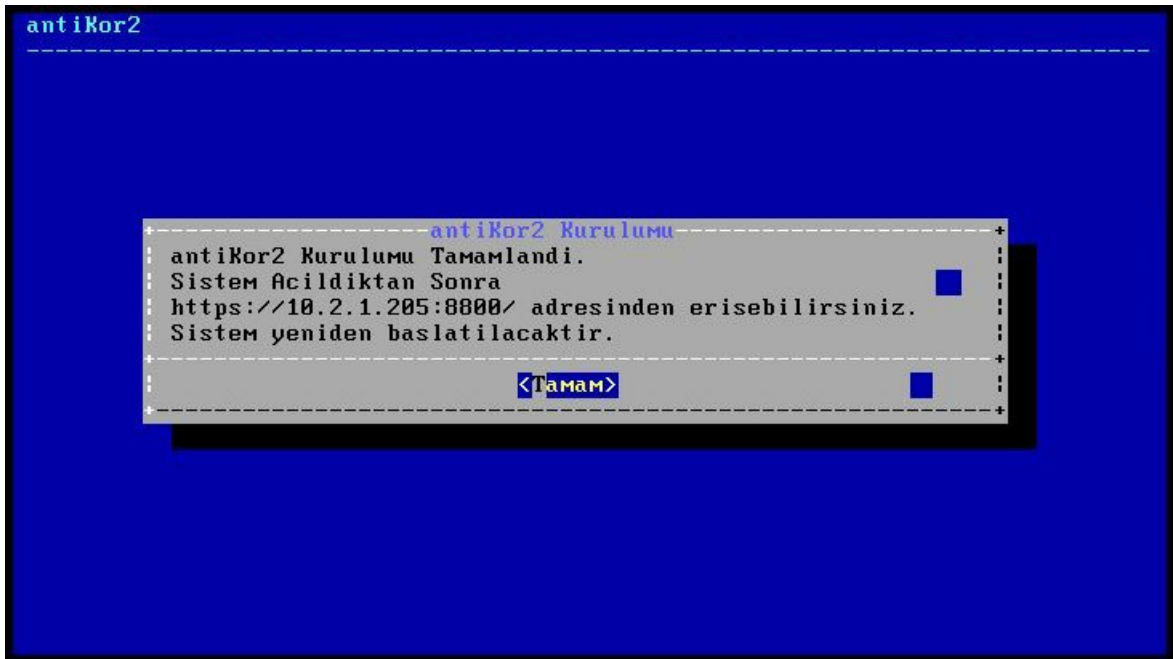 antiKor2
antiKor2 Kurulumu
antiKor2 Kurulumu Tamamlandi.
Sistem Acildiktan Sonra
https://10.2.1.205:8800/ adresinden erisebilirsiniz.
Sistem yeniden baslatilacaktir.
<Tamam>